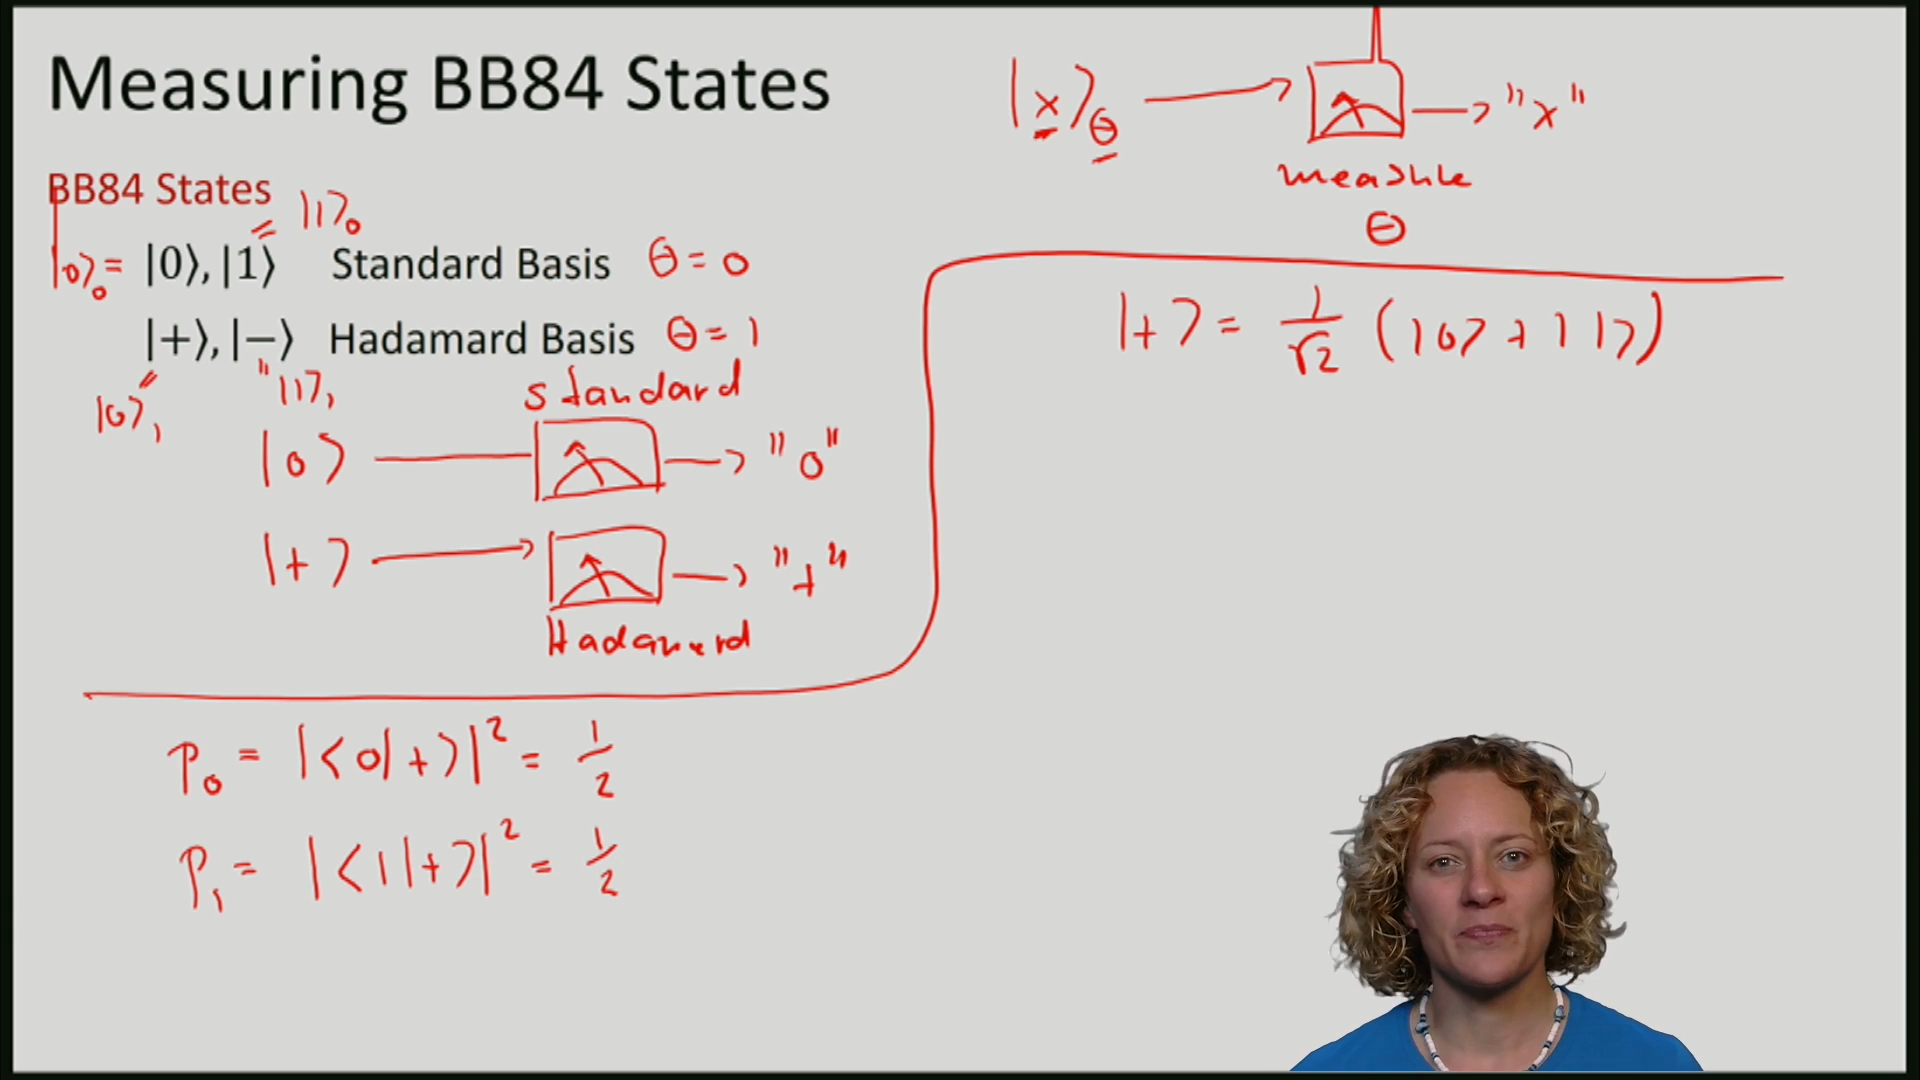 Measuring BB84 States
BB84 States
= |1⟩₀
|0⟩₀ = |0⟩, |1⟩ Standard Basis θ = 0
|+⟩, |−⟩ Hadamard Basis θ = 1
|0⟩₁ " |1⟩₁
standard
|0⟩ → "0"
|+⟩ → "+"
Hadamard
P₀ = |⟨0|+⟩|² = 1/2
P₁ = |⟨1|+⟩|² = 1/2
|x⟩θ → → "x"
measure
θ
|+⟩ = 1/√2 (|0⟩ + |1⟩)